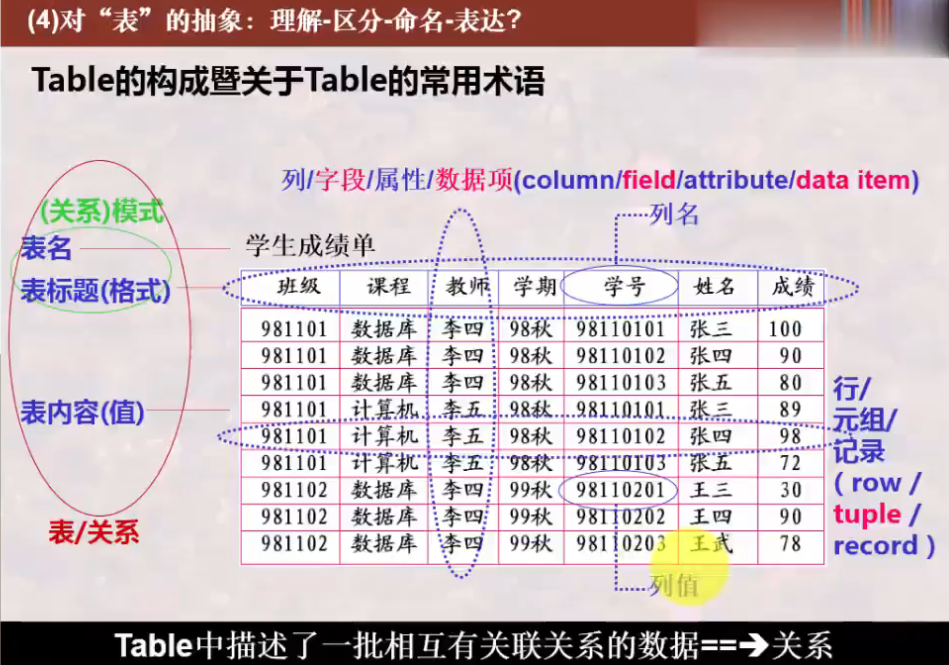 (4)对“表”的抽象：理解-区分-命名-表达?
Table的构成暨关于Table的常用术语
列/字段/属性/数据项(column/field/attribute/data item)
列名
(关系)模式
表名
学生成绩单
表标题(格式)
班级 课程 教师 学期 学号 姓名 成绩
981101 数据库 李四 98秋 98110101 张三 100
981101 数据库 李四 98秋 98110102 张四 90
981101 数据库 李四 98秋 98110103 张五 80
981101 计算机 李五 98秋 98110101 张三 89
981101 计算机 李五 98秋 98110102 张四 98
981101 计算机 李五 98秋 98110103 张五 72
981102 数据库 李四 99秋 98110201 王三 30
981102 数据库 李四 99秋 98110202 王四 90
981102 数据库 李四 99秋 98110203 王武 78
表内容(值)
表/关系
行/
元组/
记录
( row /
tuple /
record )
列值
Table中描述了一批相互有关联关系的数据==➔关系